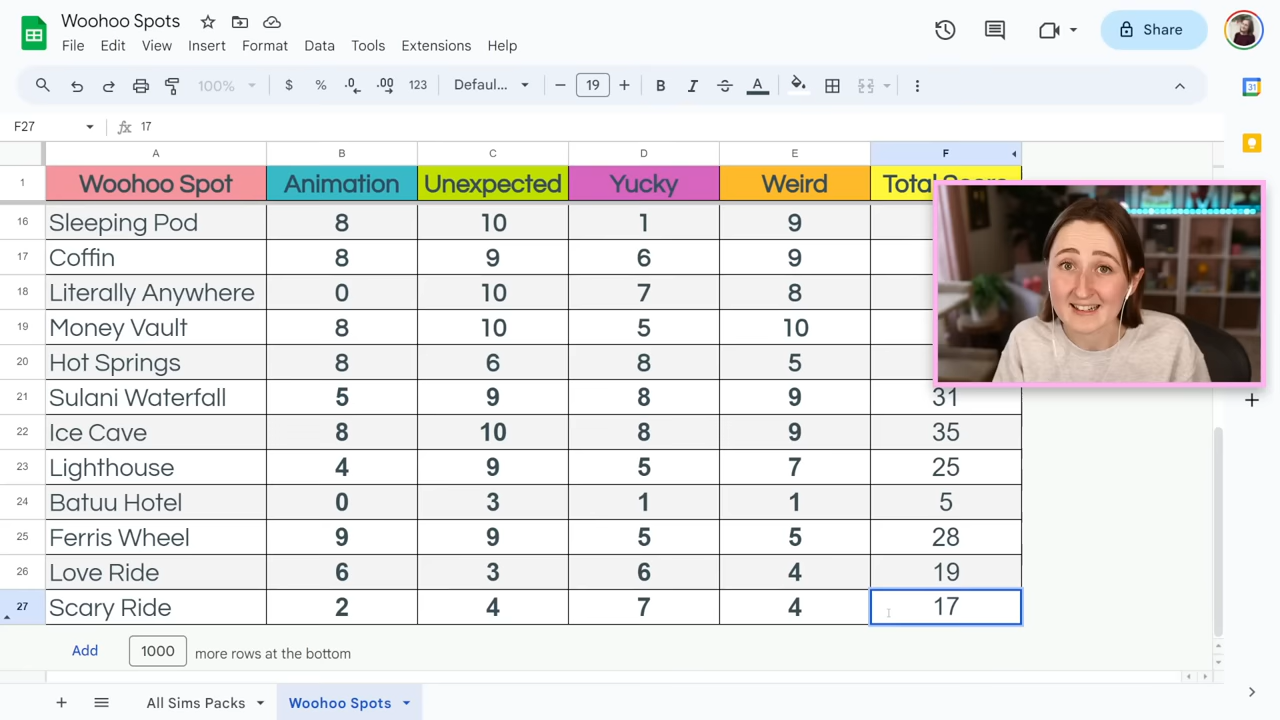 Woohoo Spots
File Edit View Insert Format Data Tools Extensions Help
Share
100% $ % .0 .00 123 Defaul... 19 B I A
31
F27 fx 17
A B C D E F
1 Woohoo Spot Animation Unexpected Yucky Weird Total Score
16 Sleeping Pod 8 10 1 9
17 Coffin 8 9 6 9
18 Literally Anywhere 0 10 7 8
19 Money Vault 8 10 5 10
20 Hot Springs 8 6 8 5
21 Sulani Waterfall 5 9 8 9 31
22 Ice Cave 8 10 8 9 35
23 Lighthouse 4 9 5 7 25
24 Batuu Hotel 0 3 1 1 5
25 Ferris Wheel 9 9 5 5 28
26 Love Ride 6 3 6 4 19
27 Scary Ride 2 4 7 4 17
Add 1000 more rows at the bottom
All Sims Packs Woohoo Spots